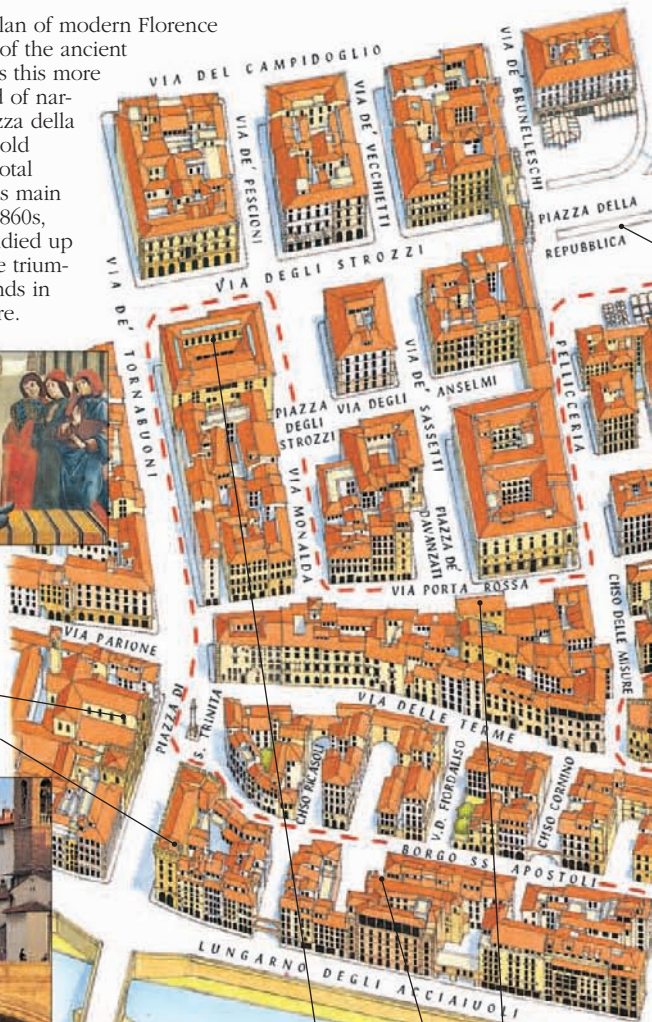 lan of modern Florence
of the ancient
s this more
d of nar-
zza della
old
otal
s main
860s,
died up
e trium-
nds in
re.
VIA DEL CAMPIDOGLIO
VIA DE' BRUNELLESCHI
VIA DE' PESCIONI
VIA DE' VECCHIETTI
PIAZZA DELLA
REPUBBLICA
VIA DEGLI STROZZI
VIA DE' TORNABUONI
PELLICCERIA
VIA DE' SASSETTI
PIAZZA
DEGLI
STROZZI
VIA DEGLI ANSELMI
VIA MONALDA
PIAZZA DE'
DAVANZATI
VIA PORTA ROSSA
CHSO DELLE MISURE
VIA PARIONE
PIAZZA DI
S. TRINITA
VIA DELLE TERME
CHSO RICASOLI
V.D. FIORDALISO
CHSO CORNINO
BORGO SS. APOSTOLI
LUNGARNO DEGLI ACCIAIUOLI